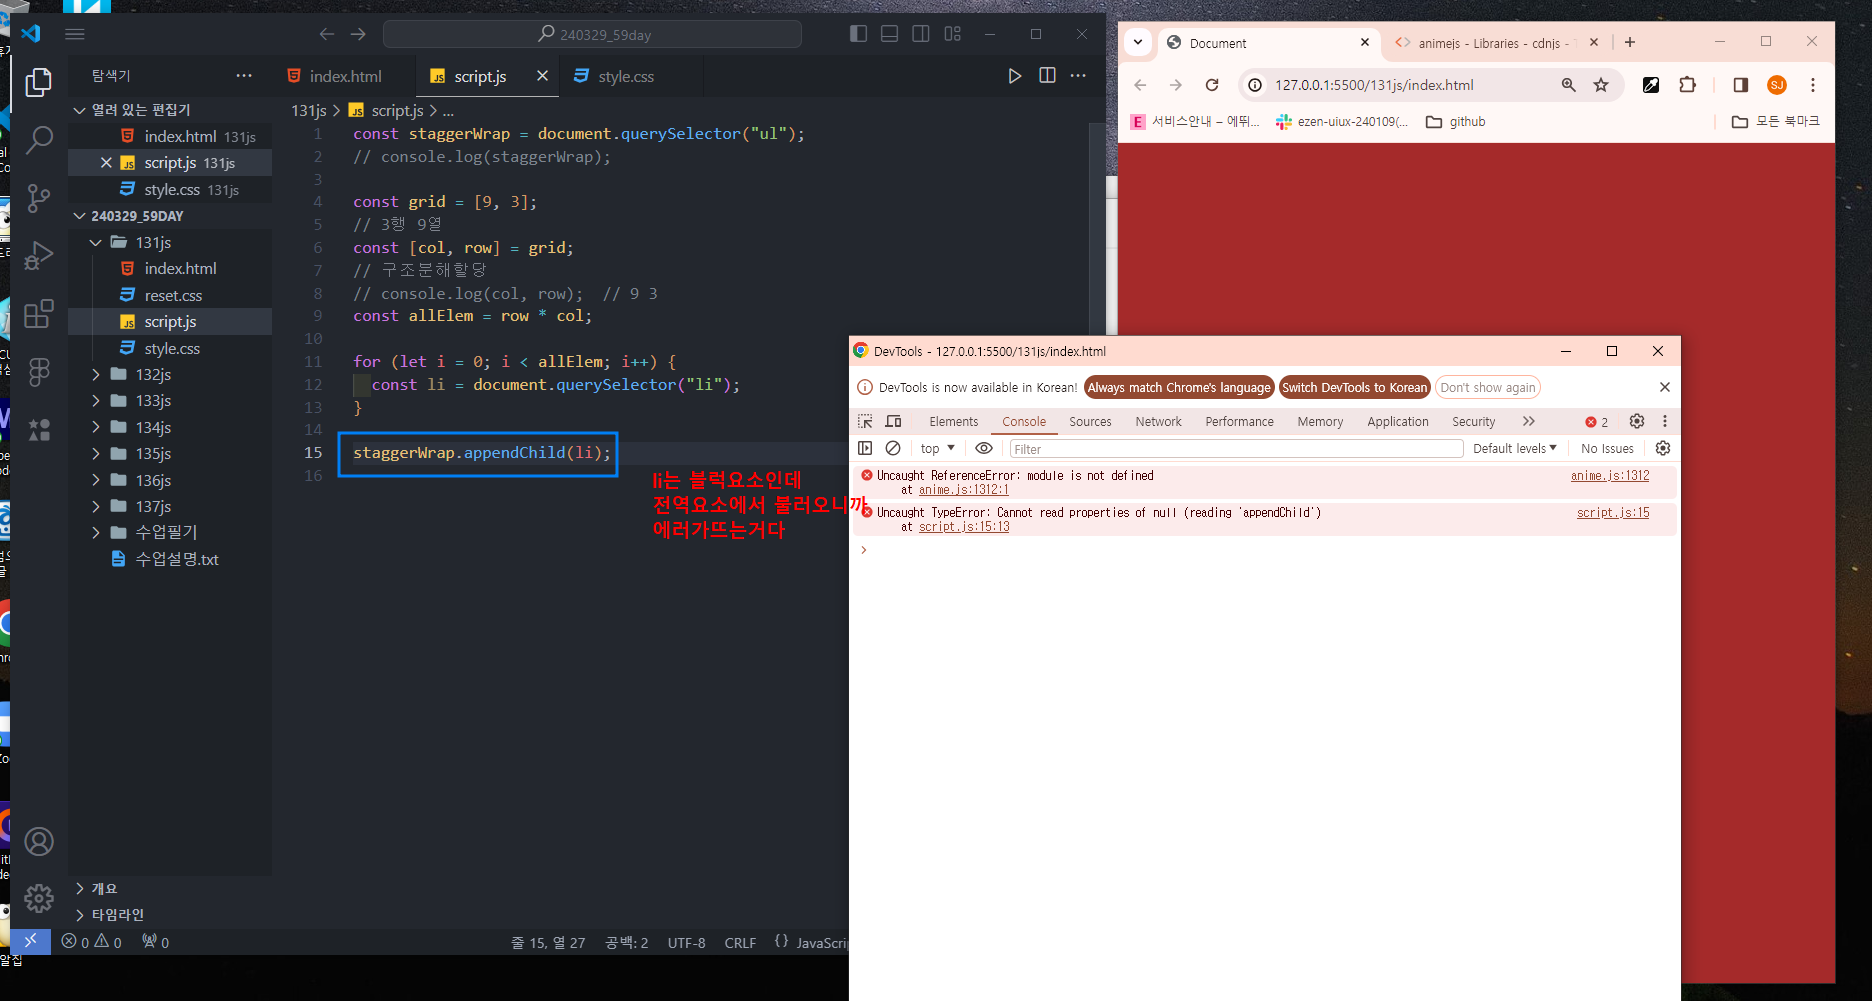 240329_59day
탐색기
index.html
script.js
style.css
열려 있는 편집기
index.html 131js
script.js 131js
style.css 131js
240329_59DAY
131js
index.html
reset.css
script.js
style.css
132js
133js
134js
135js
136js
137js
수업필기
수업설명.txt
개요
타임라인
131js > script.js > ...
1 const staggerWrap = document.querySelector("ul");
2 // console.log(staggerWrap);
3
4 const grid = [9, 3];
5 // 3행 9열
6 const [col, row] = grid;
7 // 구조분해할당
8 // console.log(col, row);  // 9 3
9 const allElem = row * col;
10
11 for (let i = 0; i < allElem; i++) {
12   const li = document.querySelector("li");
13 }
14
15 staggerWrap.appendChild(li);
16
li는 블럭요소인데
전역요소에서 불러오니까
에러가뜨는거다
0 0 0
줄 15, 열 27 공백: 2 UTF-8 CRLF {} JavaScrip
Document
animejs - Libraries - cdnjs -
127.0.0.1:5500/131js/index.html
SJ
서비스안내 – 에뛰...
ezen-uiux-240109(...
github
모든 북마크
DevTools - 127.0.0.1:5500/131js/index.html
DevTools is now available in Korean! Always match Chrome's language Switch DevTools to Korean Don't show again
Elements Console Sources Network Performance Memory Application Security 2
top Filter Default levels No Issues
Uncaught ReferenceError: module is not defined anime.js:1312
at anime.js:1312:1
Uncaught TypeError: Cannot read properties of null (reading 'appendChild') script.js:15
at script.js:15:13
알집